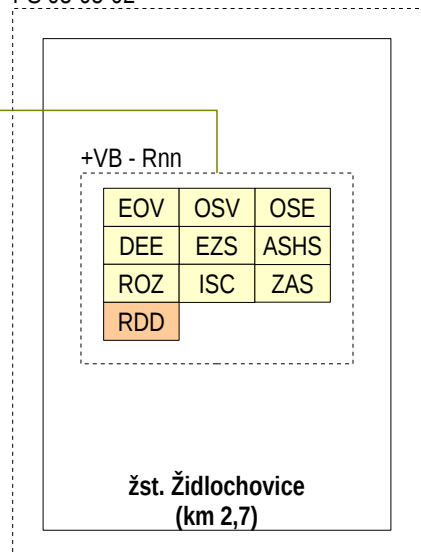 +VB - Rnn
EOV OSV OSE
DEE EZS ASHS
ROZ ISC ZAS
RDD
žst. Židlochovice
(km 2,7)